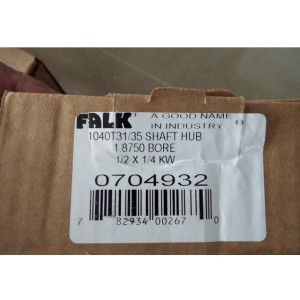 FALK® A GOOD NAME
IN INDUSTRY®
1040T31/35 SHAFT HUB
1.8750 BORE
1/2 X 1/4 KW
0704932
7 82934 00267 0